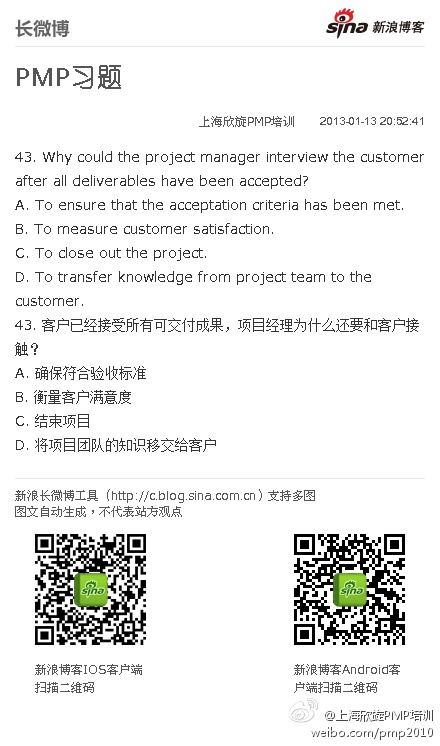 长微博
sina 新浪博客
PMP习题
上海欣旋PMP培训 2013-01-13 20:52:41
43. Why could the project manager interview the customer
after all deliverables have been accepted?
A. To ensure that the acceptation criteria has been met.
B. To measure customer satisfaction.
C. To close out the project.
D. To transfer knowledge from project team to the
customer.
43. 客户已经接受所有可交付成果，项目经理为什么还要和客户接
触？
A. 确保符合验收标准
B. 衡量客户满意度
C. 结束项目
D. 将项目团队的知识移交给客户
新浪长微博工具（http://c.blog.sina.com.cn）支持多图
图文自动生成，不代表站方观点
sina
sina
新浪博客IOS客户端
扫描二维码
新浪博客Android客
户端扫描二维码
@上海欣旋PMP培训
weibo.com/pmp2010